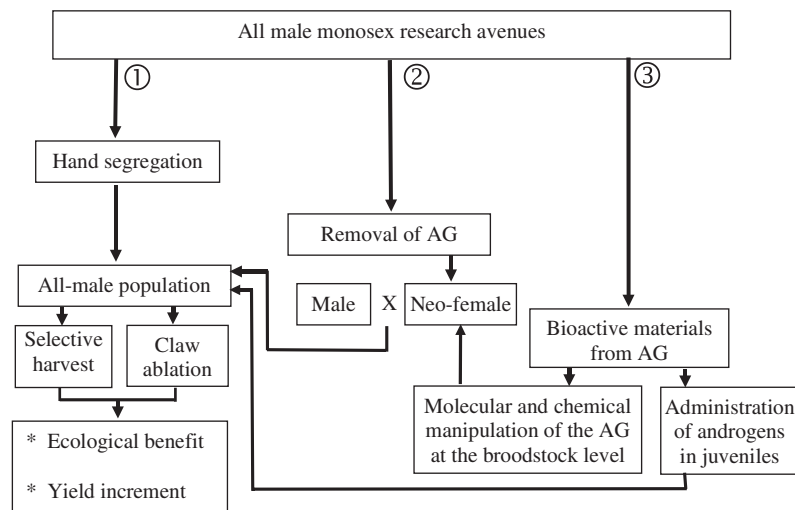 All male monosex research avenues
①
②
③
Hand segregation
Removal of AG
All-male population
Male
X
Neo-female
Selective
harvest
Claw
ablation
Bioactive materials
from AG
Molecular and chemical
manipulation of the AG
at the broodstock level
Administration
of androgens
in juveniles
* Ecological benefit
* Yield increment